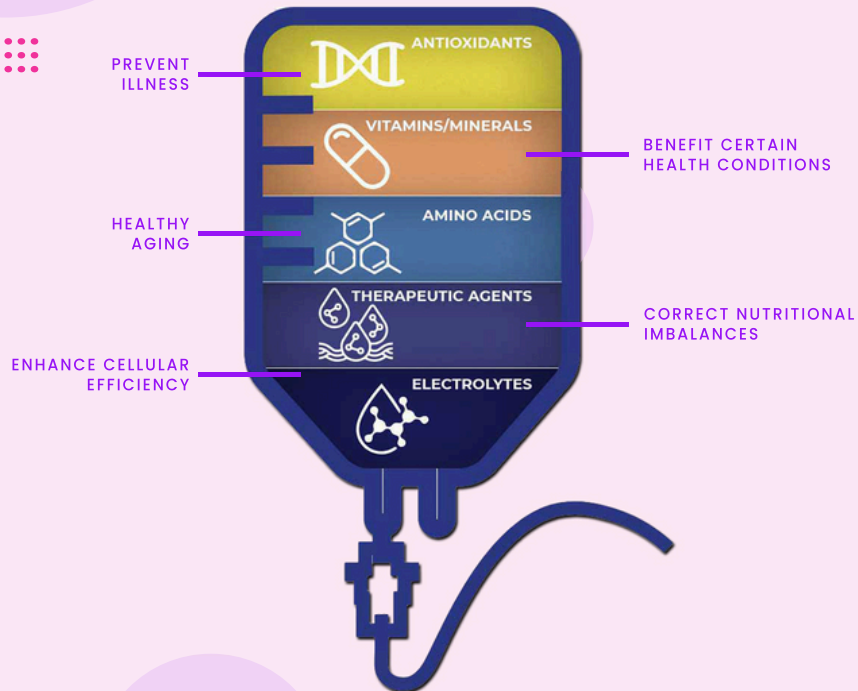 ANTIOXIDANTS
PREVENT
ILLNESS
VITAMINS/MINERALS
BENEFIT CERTAIN
HEALTH CONDITIONS
AMINO ACIDS
HEALTHY
AGING
THERAPEUTIC AGENTS
CORRECT NUTRITIONAL
IMBALANCES
ENHANCE CELLULAR
EFFICIENCY
ELECTROLYTES